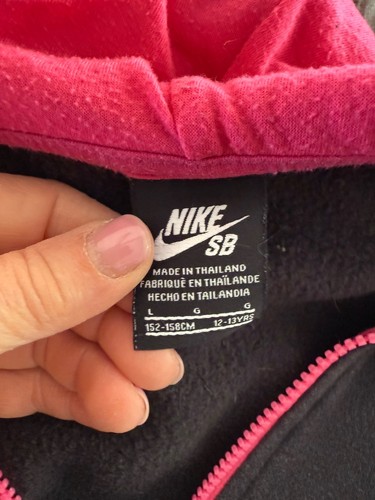 NIKE
SB
MADE IN THAILAND
FABRIQUÉ EN THAÏLANDE
HECHO EN TAILANDIA
L G G
152-158CM 12-13YRS